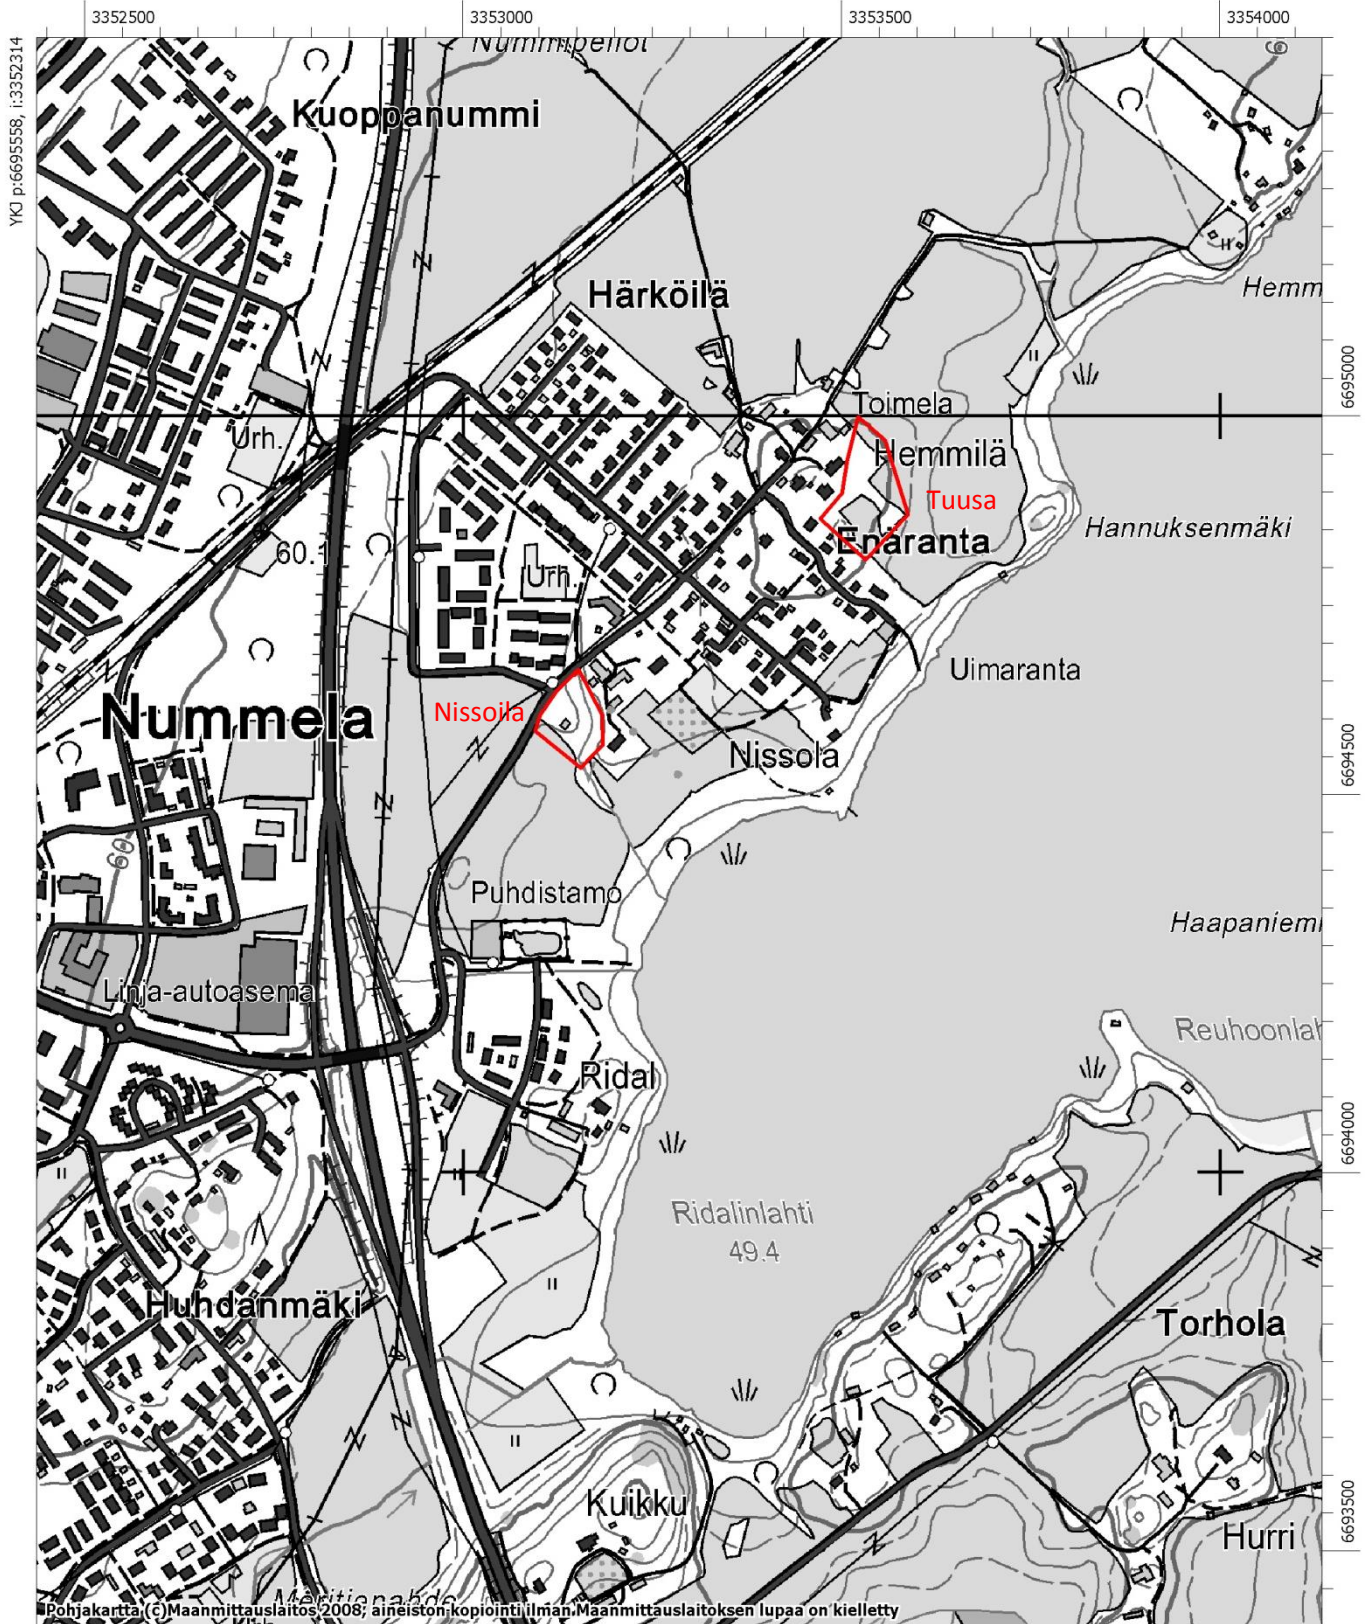 3352500
3353000
3353500
3354000
YKJ p:6695558, i:3352314
Nummipellot
60
Kuoppanummi
Härköilä
Hemm
6695000
Toimela
Urh.
Hemmilä
Tuusa
Enäranta
Hannuksenmäki
60.1
Urh.
Uimaranta
Nissoila
Nummela
Nissola
6694500
60
Puhdistamo
Haapaniemi
Linja-autoasema
Reuhoonlah
Ridal
6694000
Ridalinlahti
49.4
Huhdanmäki
Torhola
Kuikku
6693500
Hurri
Pohjakartta (c)Maanmittauslaitos 2008, aineiston kopiointi ilman Maanmittauslaitoksen lupaa on kielletty